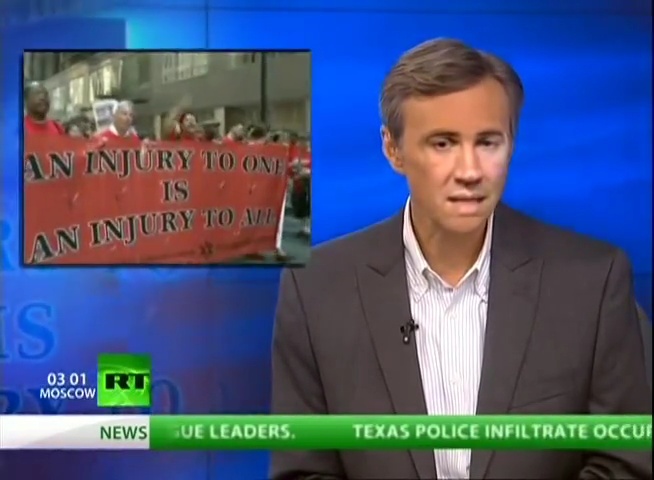 AN INJURY TO ONE
IS
AN INJURY TO ALL
03 01
MOSCOW
RT
NEWS
GUE LEADERS.
TEXAS POLICE INFILTRATE OCCUP